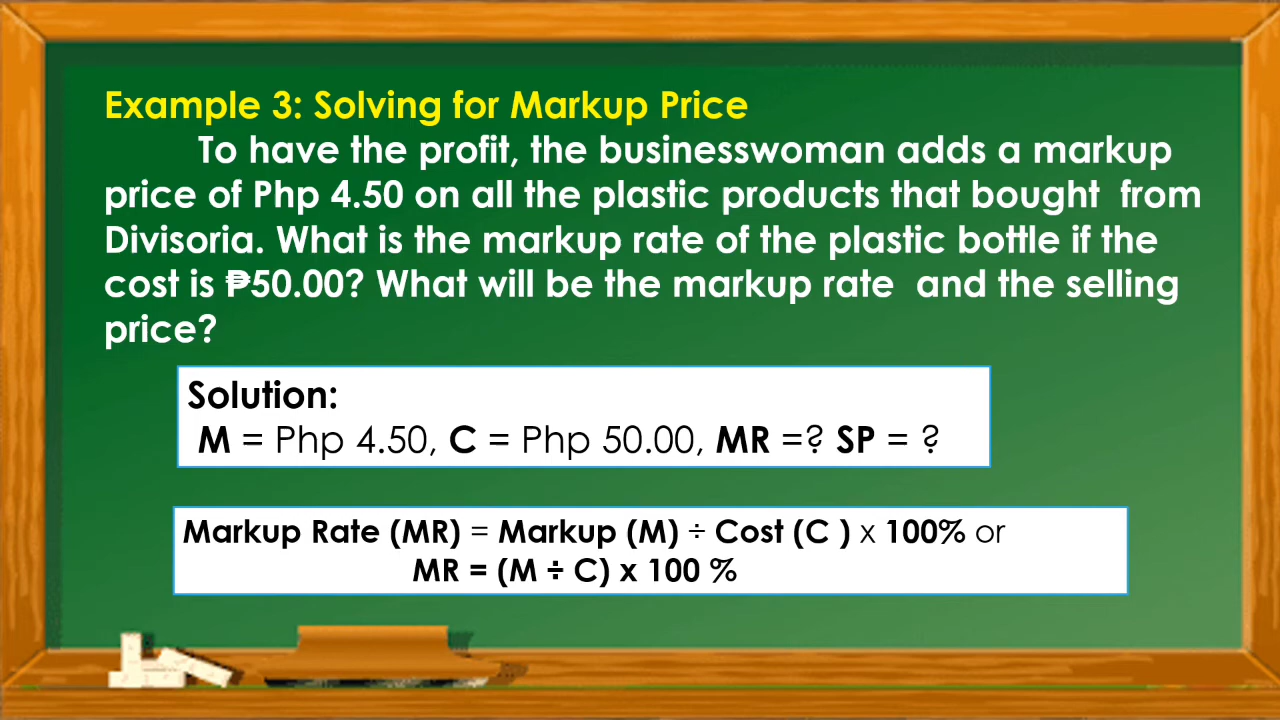 Example 3: Solving for Markup Price
To have the profit, the businesswoman adds a markup
price of Php 4.50 on all the plastic products that bought  from
Divisoria. What is the markup rate of the plastic bottle if the
cost is ₱50.00? What will be the markup rate  and the selling
price?
Solution:
M = Php 4.50, C = Php 50.00, MR =? SP = ?
Markup Rate (MR) = Markup (M) ÷ Cost (C ) x 100% or
MR = (M ÷ C) x 100 %